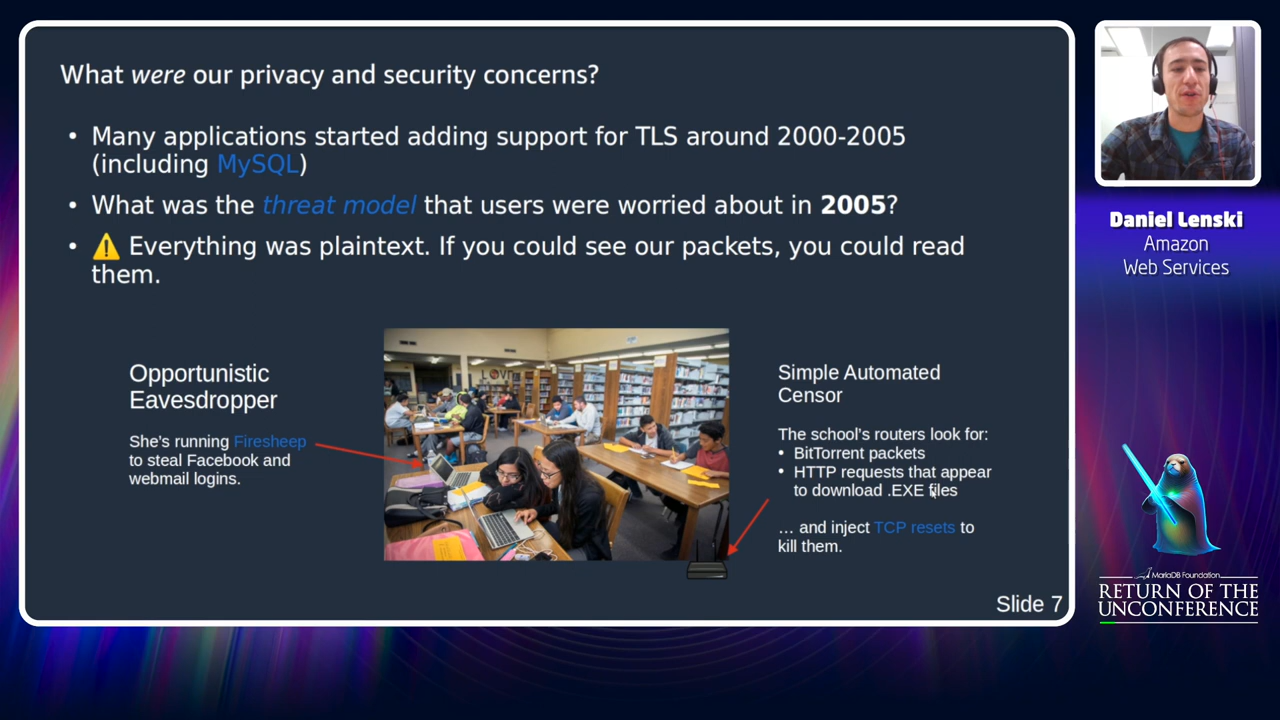 What were our privacy and security concerns?
• Many applications started adding support for TLS around 2000-2005
(including MySQL)
• What was the threat model that users were worried about in 2005?
• ⚠ Everything was plaintext. If you could see our packets, you could read
them.
Opportunistic
Eavesdropper
She's running Firesheep
to steal Facebook and
webmail logins.
Simple Automated
Censor
The school's routers look for:
• BitTorrent packets
• HTTP requests that appear
to download .EXE files
… and inject TCP resets to
kill them.
Slide 7
Daniel Lenski
Amazon
Web Services
MariaDB Foundation
RETURN OF THE
UNCONFERENCE